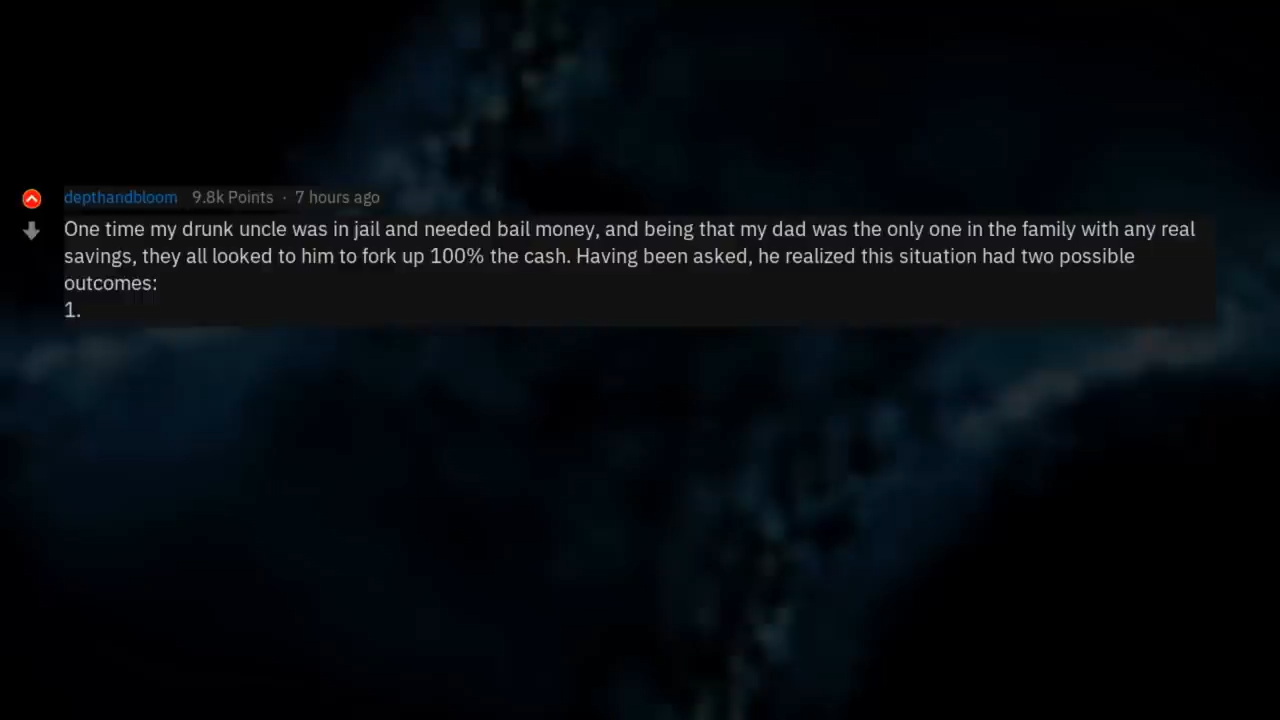 depthandbloom 9.8k Points · 7 hours ago
One time my drunk uncle was in jail and needed bail money, and being that my dad was the only one in the family with any real
savings, they all looked to him to fork up 100% the cash. Having been asked, he realized this situation had two possible
outcomes:
1.